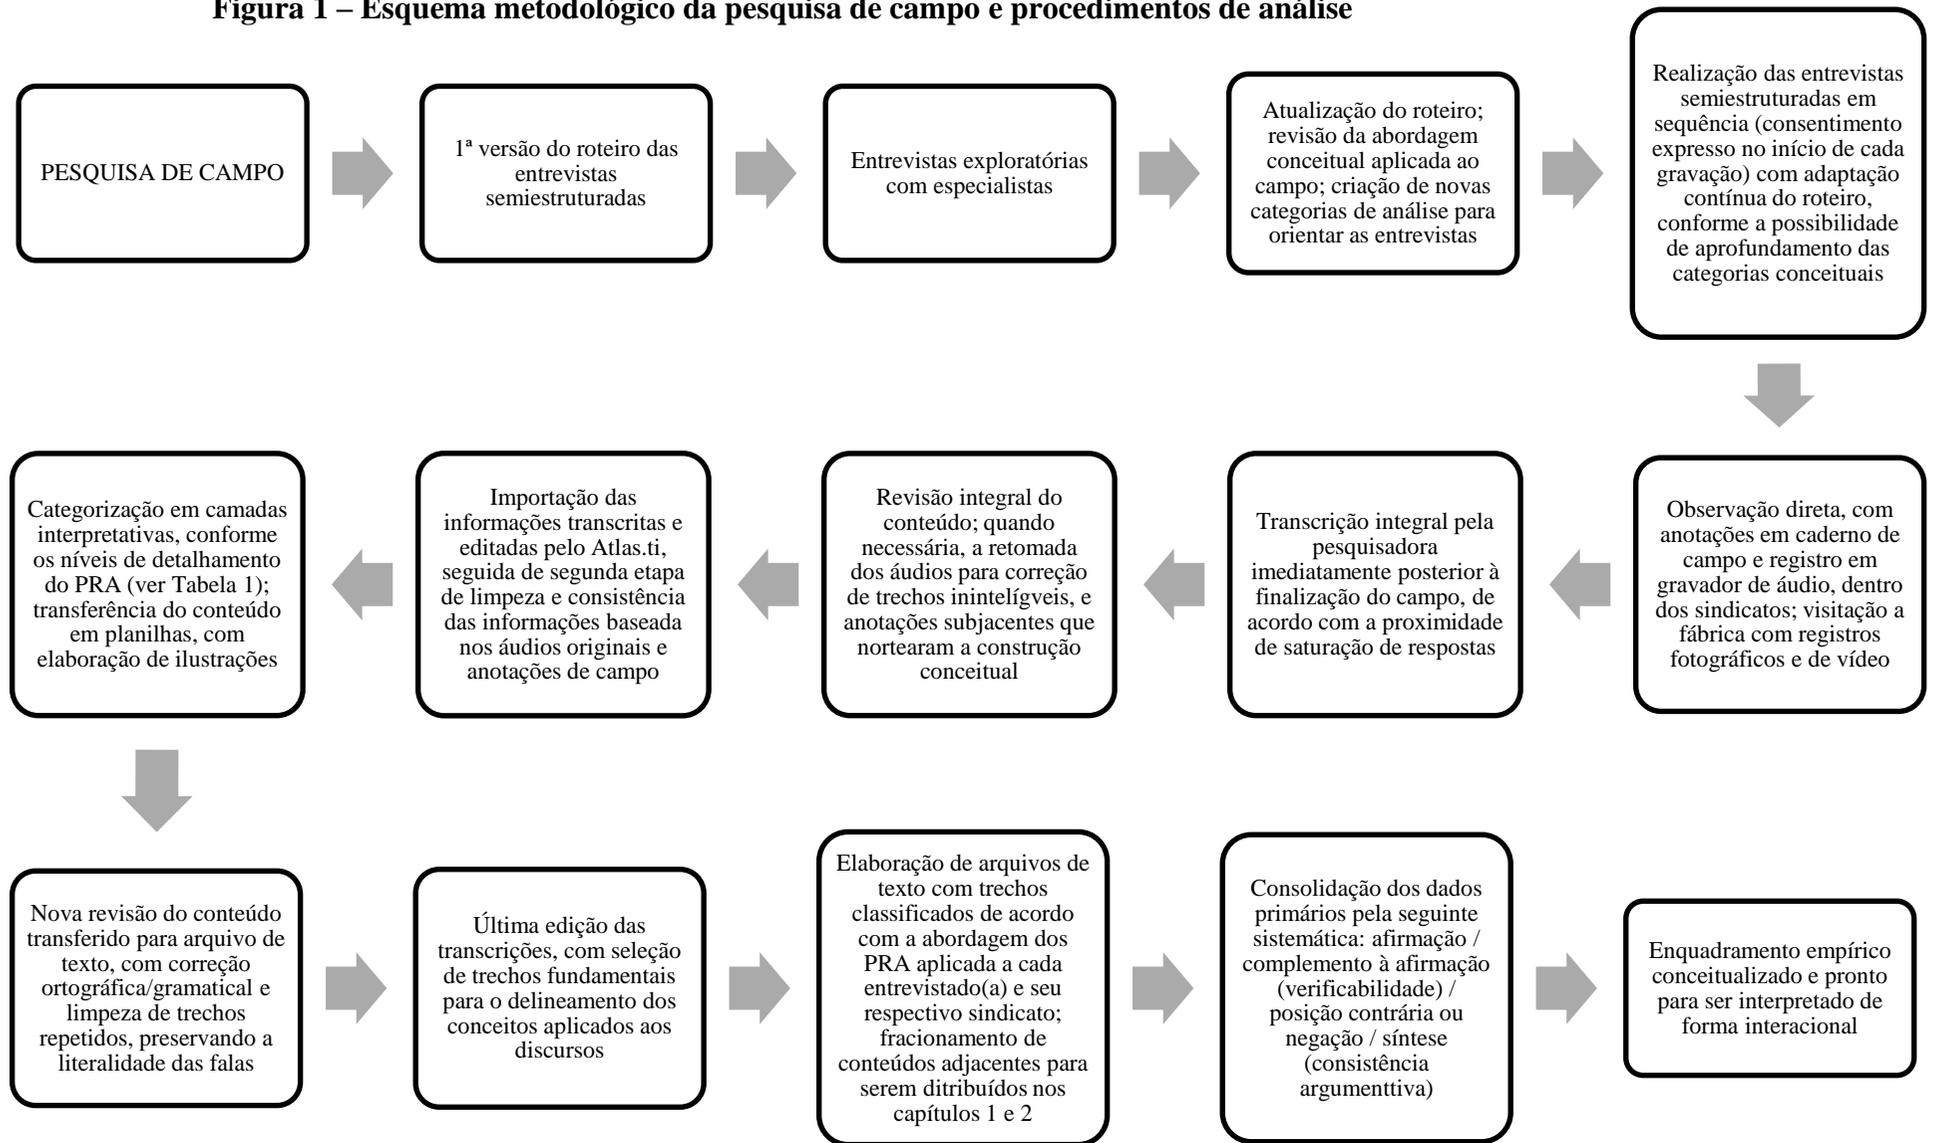 Figura 1 – Esquema metodológico da pesquisa de campo e procedimentos de análise
PESQUISA DE CAMPO
1ª versão do roteiro das
entrevistas
semiestruturadas
Entrevistas exploratórias
com especialistas
Atualização do roteiro;
revisão da abordagem
conceitual aplicada ao
campo; criação de novas
categorias de análise para
orientar as entrevistas
Realização das entrevistas
semiestruturadas em
sequência (consentimento
expresso no início de cada
gravação) com adaptação
contínua do roteiro,
conforme a possibilidade
de aprofundamento das
categorias conceituais
Observação direta, com
anotações em caderno de
campo e registro em
gravador de áudio, dentro
dos sindicatos; visitação a
fábrica com registros
fotográficos e de vídeo
Transcrição integral pela
pesquisadora
imediatamente posterior à
finalização do campo, de
acordo com a proximidade
de saturação de respostas
Revisão integral do
conteúdo; quando
necessária, a retomada
dos áudios para correção
de trechos inintelígveis, e
anotações subjacentes que
nortearam a construção
conceitual
Importação das
informações transcritas e
editadas pelo Atlas.ti,
seguida de segunda etapa
de limpeza e consistência
das informações baseada
nos áudios originais e
anotações de campo
Categorização em camadas
interpretativas, conforme
os níveis de detalhamento
do PRA (ver Tabela 1);
transferência do conteúdo
em planilhas, com
elaboração de ilustrações
Nova revisão do conteúdo
transferido para arquivo de
texto, com correção
ortográfica/gramatical e
limpeza de trechos
repetidos, preservando a
literalidade das falas
Última edição das
transcrições, com seleção
de trechos fundamentais
para o delineamento dos
conceitos aplicados aos
discursos
Elaboração de arquivos de
texto com trechos
classificados de acordo
com a abordagem dos
PRA aplicada a cada
entrevistado(a) e seu
respectivo sindicato;
fracionamento de
conteúdos adjacentes para
serem ditribuídos nos
capítulos 1 e 2
Consolidação dos dados
primários pela seguinte
sistemática: afirmação /
complemento à afirmação
(verificabilidade) /
posição contrária ou
negação / síntese
(consistência
argumenttiva)
Enquadramento empírico
conceitualizado e pronto
para ser interpretado de
forma interacional